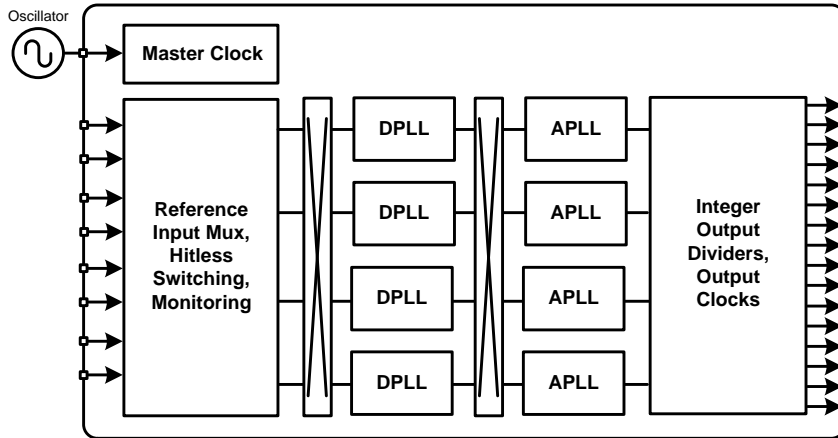 Oscillator
Master Clock
Reference
Input Mux,
Hitless
Switching,
Monitoring
DPLL
DPLL
DPLL
DPLL
APLL
APLL
APLL
APLL
Integer
Output
Dividers,
Output
Clocks